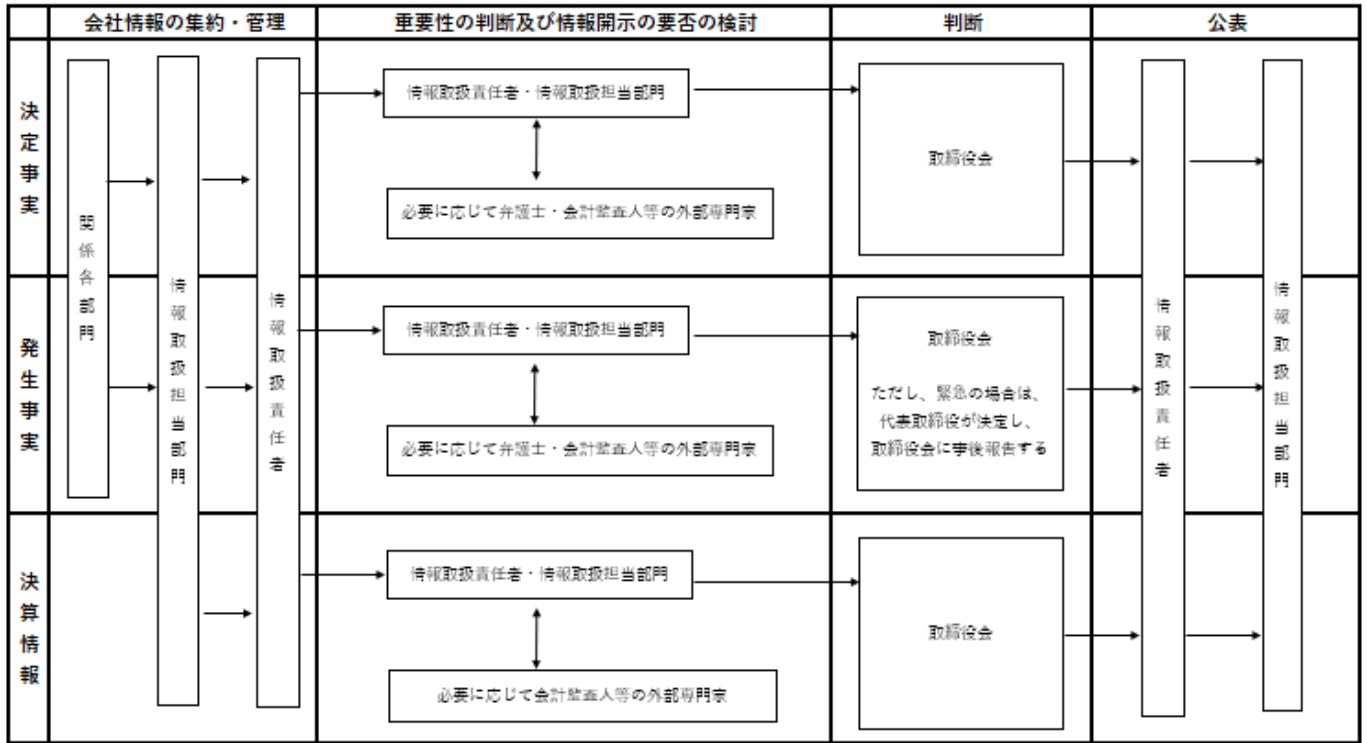 会社情報の集約・管理
重要性の判断及び情報開示の要否の検討
判断
公表
決定事実
関係各部門
情報取扱担当部門
情報取扱責任者
情報取扱責任者・情報取扱担当部門
必要に応じて弁護士・会計監査人等の外部専門家
取締役会
情報取扱責任者
情報取扱担当部門
発生事実
情報取扱責任者・情報取扱担当部門
必要に応じて弁護士・会計監査人等の外部専門家
取締役会
ただし、緊急の場合は、
代表取締役が決定し、
取締役会に事後報告する
決算情報
情報取扱責任者・情報取扱担当部門
必要に応じて会計監査人等の外部専門家
取締役会